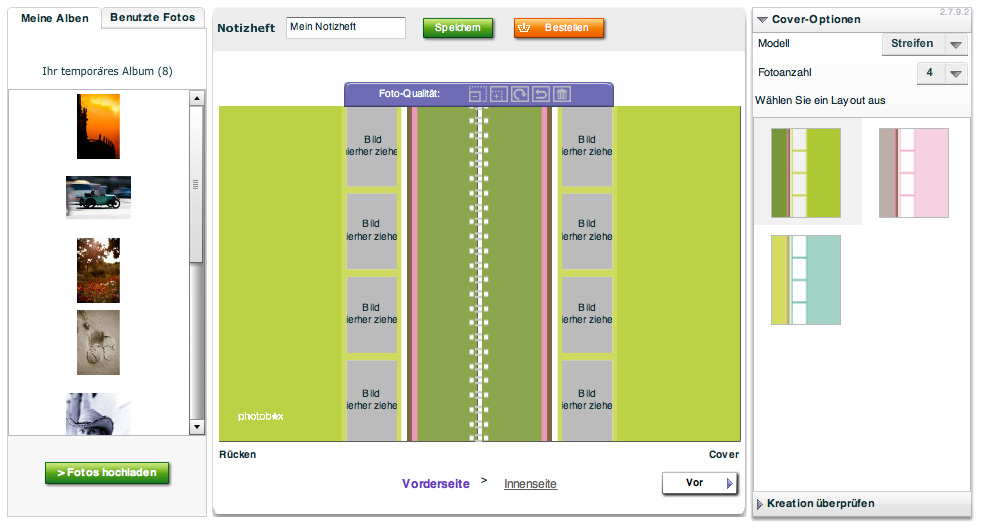 Meine Alben
Benutzte Fotos
Ihr temporäres Album (8)
> Fotos hochladen
Notizheft
Mein Notizheft
Speichern
Bestellen
Foto-Qualität:
Bild
ierher ziehe
Bild
ierher ziehe
Bild
ierher ziehe
Bild
ierher ziehe
Bild
ierher ziehe
Bild
ierher ziehe
Bild
ierher ziehe
Bild
ierher ziehe
photobox
Rücken
Cover
Vorderseite > Innenseite
Vor
2.7.9.2
Cover-Optionen
Modell
Streifen
Fotoanzahl
4
Wählen Sie ein Layout aus
Kreation überprüfen